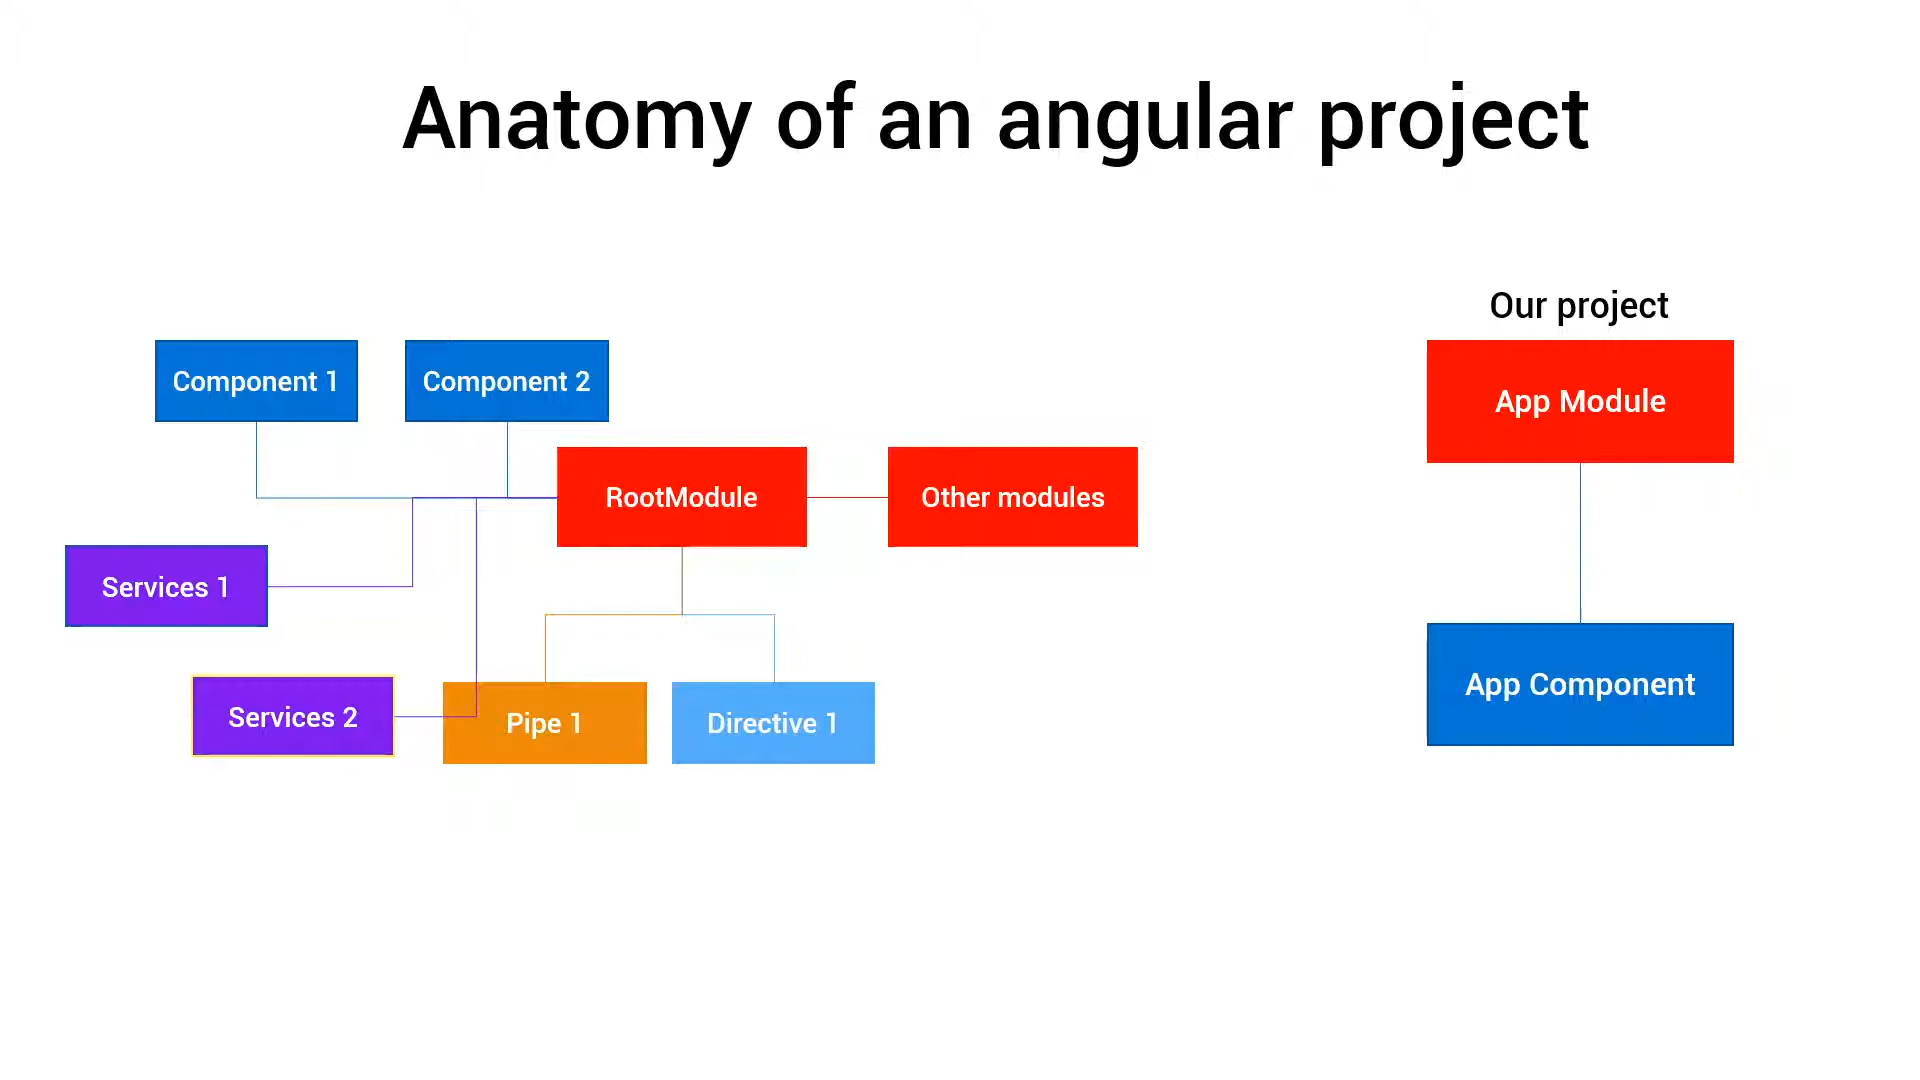 Anatomy of an angular project
Our project
Component 1
Component 2
App Module
RootModule
Other modules
Services 1
App Component
Services 2
Pipe 1
Directive 1